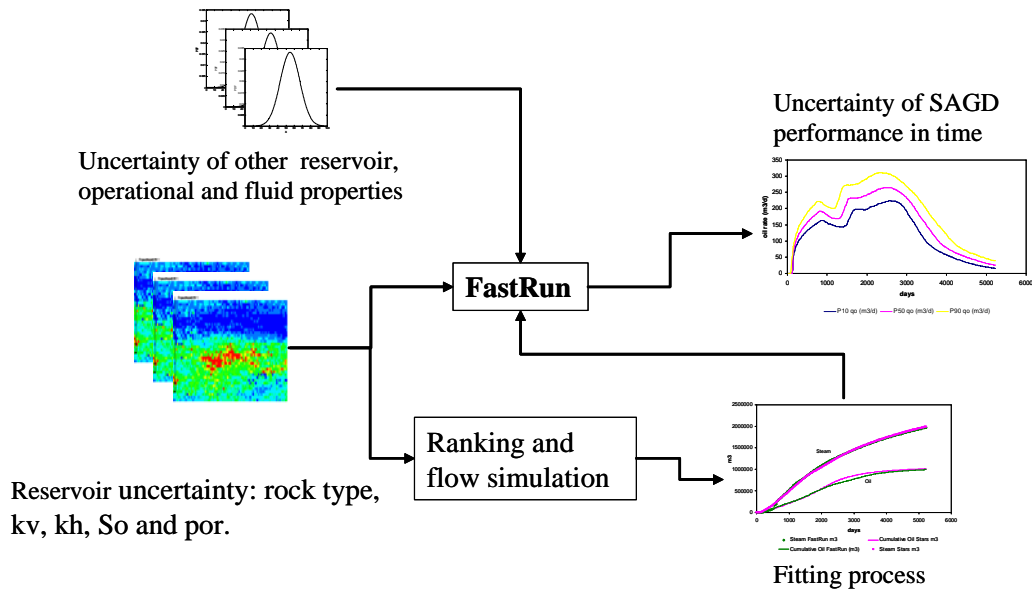 Uncertainty of other reservoir,
operational and fluid properties
Uncertainty of SAGD
performance in time
350
300
250
200
150
100
50
0
oil rate (m3/d)
0 1000 2000 3000 4000 5000 6000
days
P10 qo (m3/d) P50 qo (m3/d) P90 qo (m3/d)
FastRun
Ranking and
flow simulation
Reservoir uncertainty: rock type,
kv, kh, So and por.
2500000
2000000
1500000
1000000
500000
0
m3
Steam
Oil
0 1000 2000 3000 4000 5000 6000
days
Steam FastRun m3 Cumulative Oil Stars m3
Cumulative Oil FastRun (m3) Steam Stars m3
Fitting process